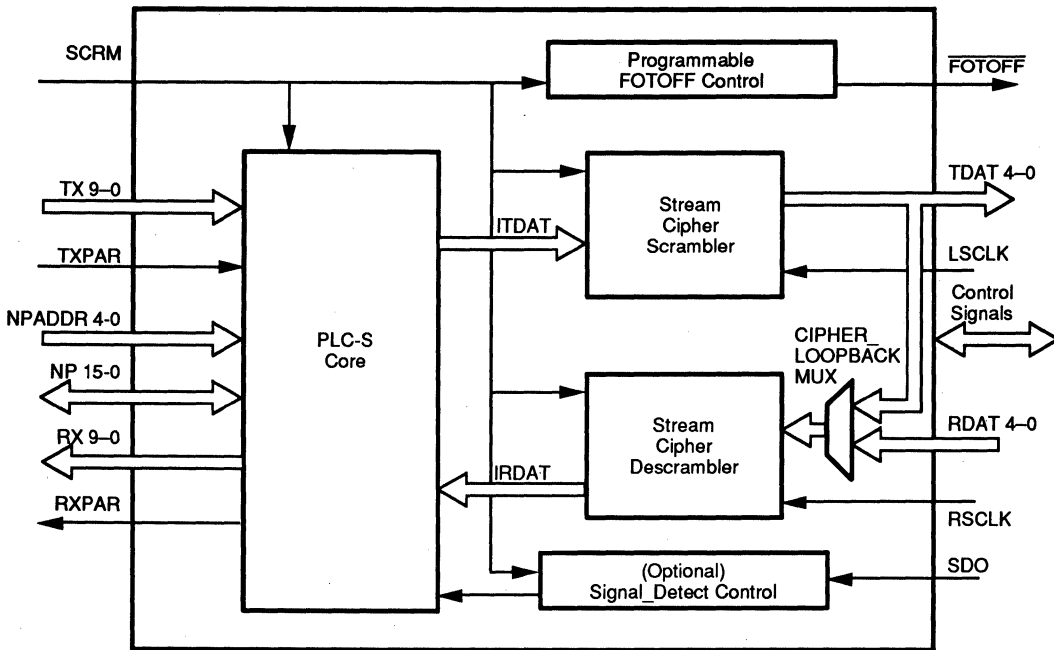 SCRM
Programmable
FOTOFF Control
FOTOFF
TX 9–0
TXPAR
NPADDR 4-0
NP 15-0
RX 9–0
RXPAR
PLC-S
Core
ITDAT
IRDAT
Stream
Cipher
Scrambler
TDAT 4–0
LSCLK
Control
Signals
CIPHER_
LOOPBACK
MUX
Stream
Cipher
Descrambler
RDAT 4–0
RSCLK
(Optional)
Signal_Detect Control
SDO